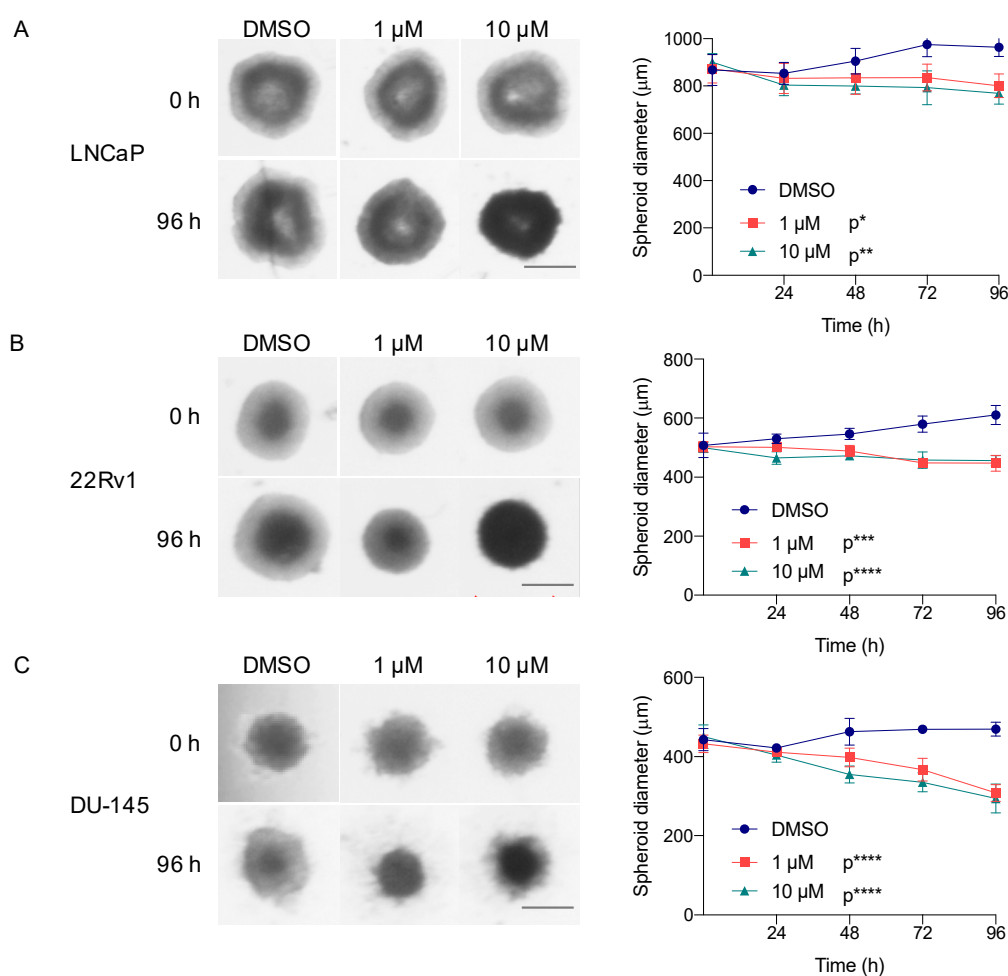 A
DMSO 1 µM 10 µM
0 h
LNCaP
96 h
Spheroid diameter (µm)
1000
800
600
400
200
0
DMSO
1 µM p*
10 µM p**
24 48 72 96
Time (h)
B
DMSO 1 µM 10 µM
0 h
22Rv1
96 h
Spheroid diameter (µm)
800
600
400
200
0
DMSO
1 µM p***
10 µM p****
24 48 72 96
Time (h)
C
DMSO 1 µM 10 µM
0 h
DU-145
96 h
Spheroid diameter (µm)
600
400
200
0
DMSO
1 µM p****
10 µM p****
24 48 72 96
Time (h)